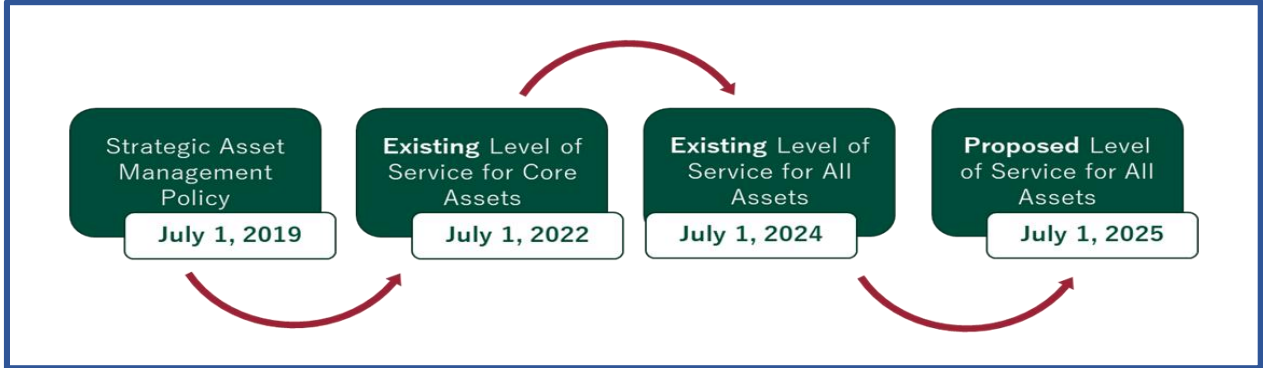 Strategic Asset
Management
Policy
July 1, 2019
Existing Level of
Service for Core
Assets
July 1, 2022
Existing Level of
Service for All
Assets
July 1, 2024
Proposed Level
of Service for All
Assets
July 1, 2025